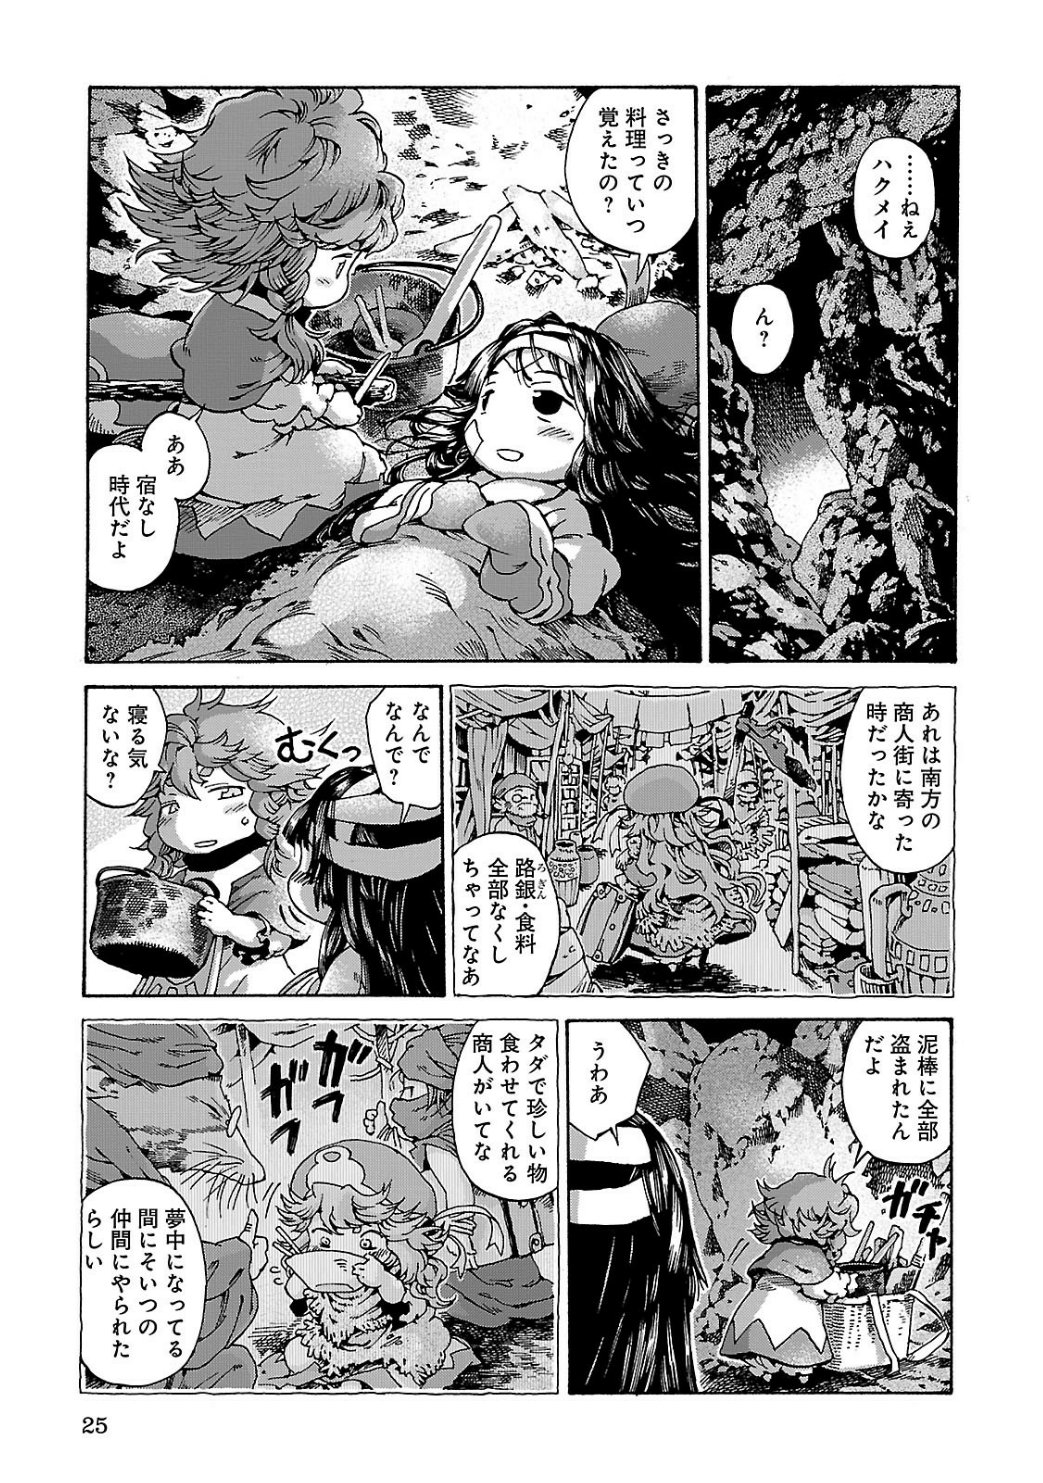 ……ねえ
ハクメイ
ん？
さっきの
料理っていつ
覚えたの？
ああ
宿なし
時代だよ
あれは南方の
商人街に寄った
時だったかな
路銀・食料
ろぎん
全部なくし
ちゃってなあ
なんで
なんで？
むくっ
寝る気
ないな？
泥棒に全部
盗まれたん
だよ
ガチャ
うわあ
タダで珍しい物
食わせてくれる
商人がいてな
ガツ
ガツ
夢中になってる
間にそいつの
仲間にやられた
らしい
25